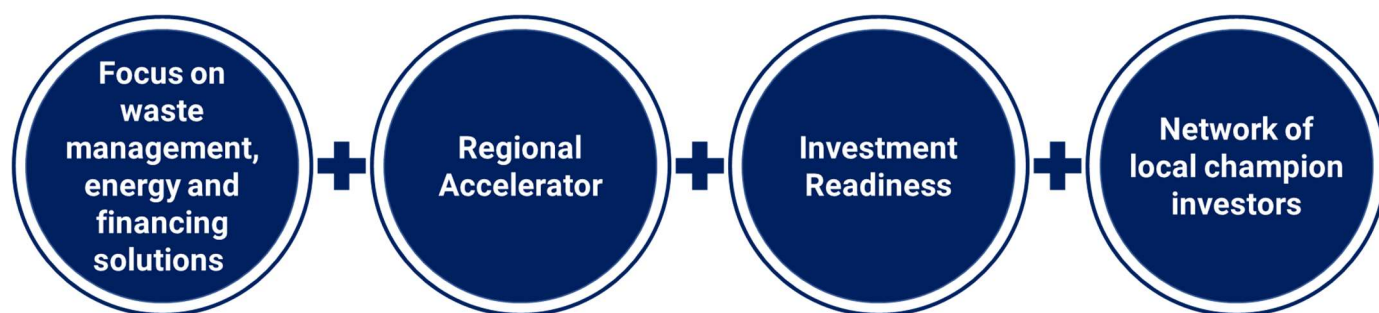 Focus on
waste
management,
energy and
financing
solutions
Regional
Accelerator
Investment
Readiness
Network of
local champion
investors